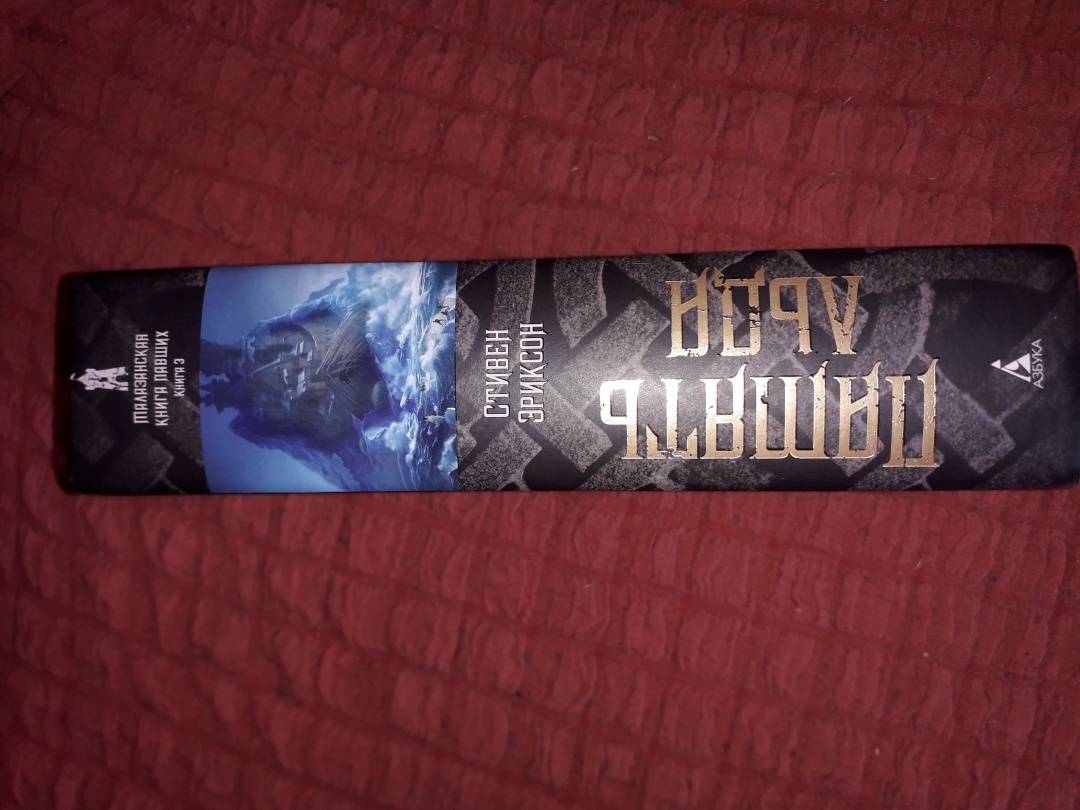 МАЛАЗАНСКАЯ
КНИГА ПАВШИХ
КНИГА 3
СТИВЕН
ЭРИКСОН
ПАМЯТЬ
ЛЬДА
АЗБУКА